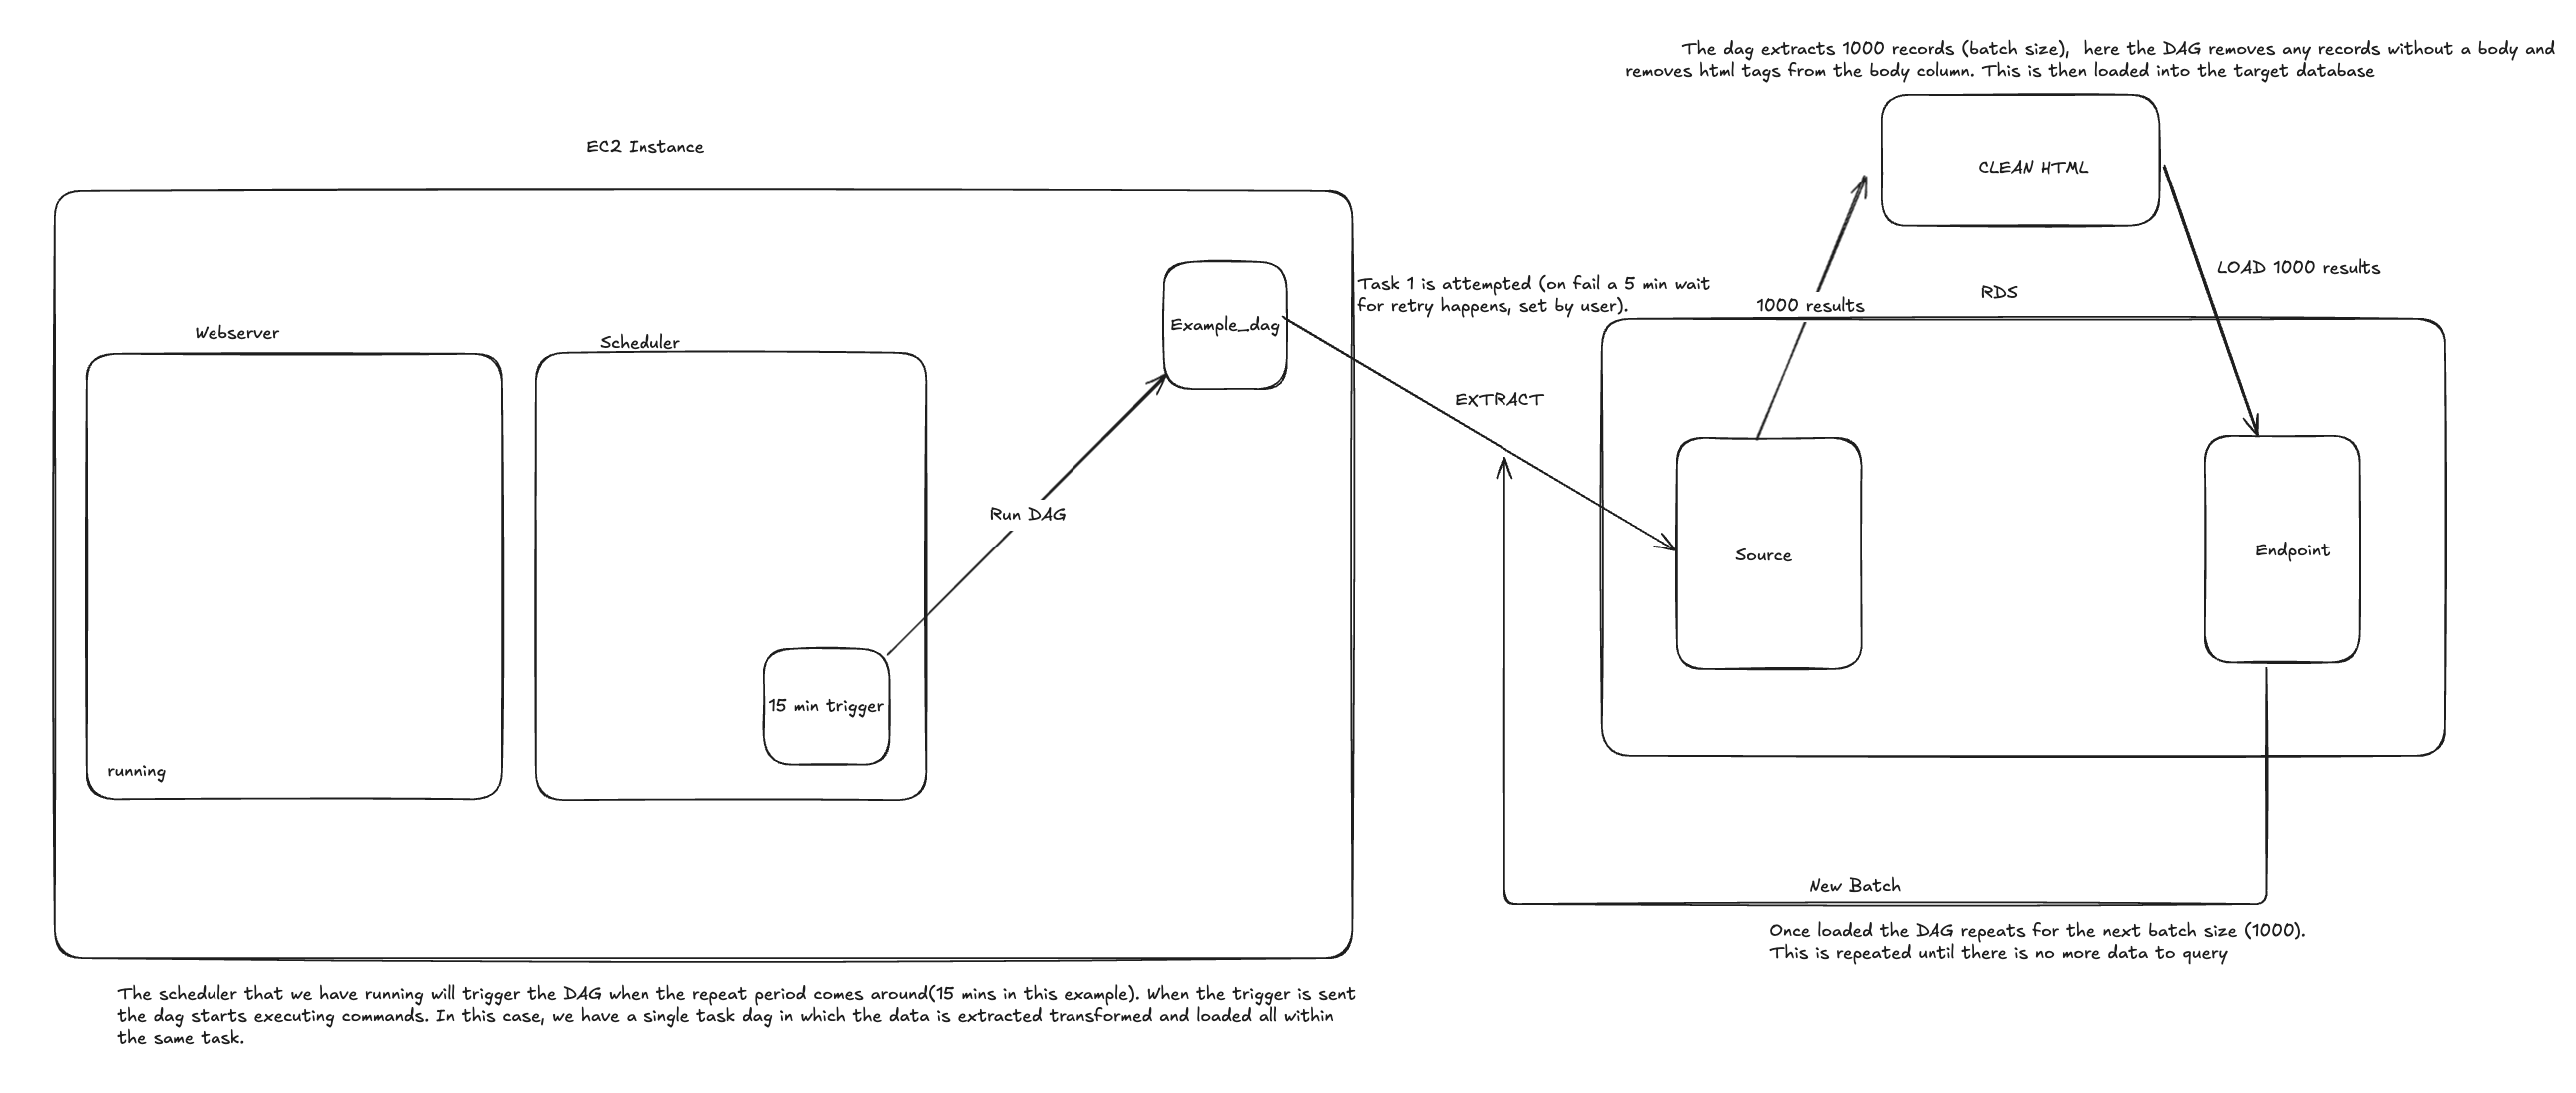 The dag extracts 1000 records (batch size), here the DAG removes any records without a body and
removes html tags from the body column. This is then loaded into the target database
EC2 Instance
CLEAN HTML
Task 1 is attempted (on fail a 5 min wait
for retry happens, set by user).
LOAD 1000 results
RDS
1000 results
Example_dag
Webserver
Scheduler
EXTRACT
Run DAG
Source
Endpoint
15 min trigger
running
New Batch
Once loaded the DAG repeats for the next batch size (1000).
This is repeated until there is no more data to query
The scheduler that we have running will trigger the DAG when the repeat period comes around(15 mins in this example). When the trigger is sent
the dag starts executing commands. In this case, we have a single task dag in which the data is extracted transformed and loaded all within
the same task.